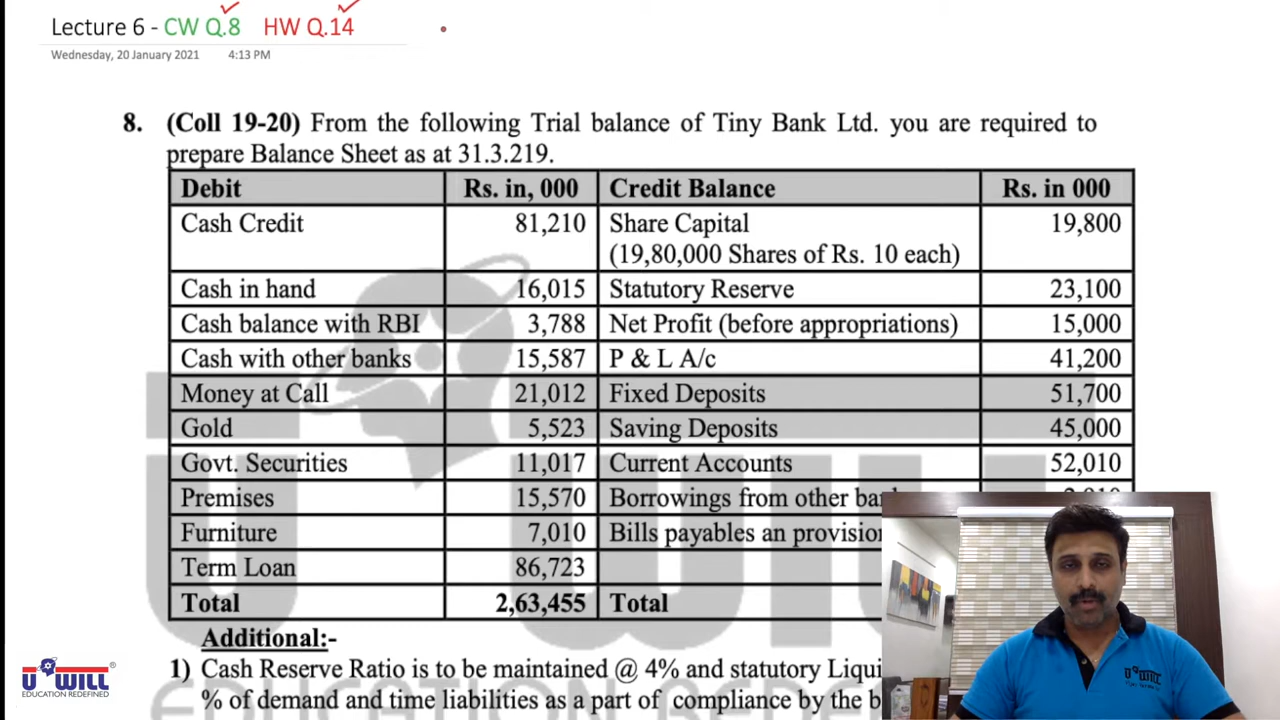 Lecture 6 - CW Q.8 HW Q.14
Wednesday, 20 January 2021 4:13 PM
8. (Coll 19-20) From the following Trial balance of Tiny Bank Ltd. you are required to
prepare Balance Sheet as at 31.3.219.
Debit Rs. in, 000 Credit Balance Rs. in 000
Cash Credit 81,210 Share Capital 19,800
(19,80,000 Shares of Rs. 10 each)
Cash in hand 16,015 Statutory Reserve 23,100
Cash balance with RBI 3,788 Net Profit (before appropriations) 15,000
Cash with other banks 15,587 P & L A/c 41,200
Money at Call 21,012 Fixed Deposits 51,700
Gold 5,523 Saving Deposits 45,000
Govt. Securities 11,017 Current Accounts 52,010
Premises 15,570 Borrowings from other
Furniture 7,010 Bills payables an
Term Loan 86,723
Total 2,63,455 Total
Additional:-
1) Cash Reserve Ratio is to be maintained @ 4% and statutory
% of demand and time liabilities as a part of compliance by the
U WILL
EDUCATION REDEFINED
U WILL